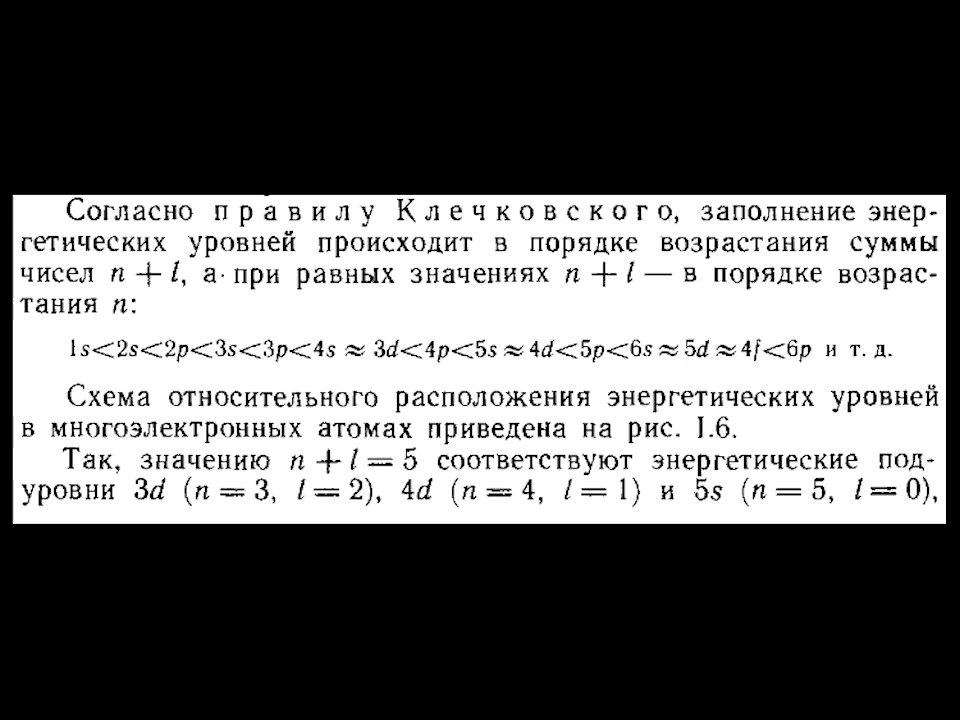 Согласно правилу Клечковского, заполнение энер-
гетических уровней происходит в порядке возрастания суммы
чисел n + l, а при равных значениях n + l — в порядке возрас-
тания n:
1s<2s<2p<3s<3p<4s ≈ 3d<4p<5s ≈ 4d<5p<6s ≈ 5d ≈ 4f<6p и т. д.
Схема относительного расположения энергетических уровней
в многоэлектронных атомах приведена на рис. I.6.
Так, значению n + l = 5 соответствуют энергетические под-
уровни 3d (n = 3, l = 2), 4d (n = 4, l = 1) и 5s (n = 5, l = 0),